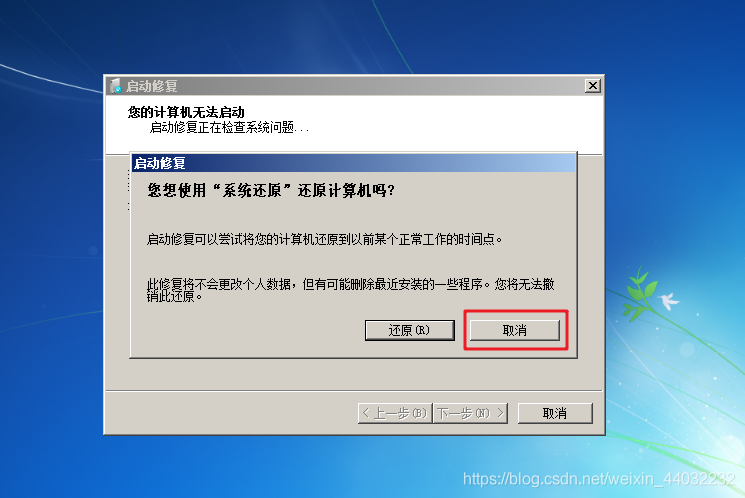 启动修复
您的计算机无法启动
启动修复正在检查系统问题...
启动修复
您想使用“系统还原”还原计算机吗？
启动修复可以尝试将您的计算机还原到以前某个正常工作的时间点。
此修复将不会更改个人数据，但有可能删除最近安装的一些程序。您将无法撤
销此还原。
还原(R) 取消
< 上一步(B) 下一步(N) > 取消
https://blog.csdn.net/weixin_44032232